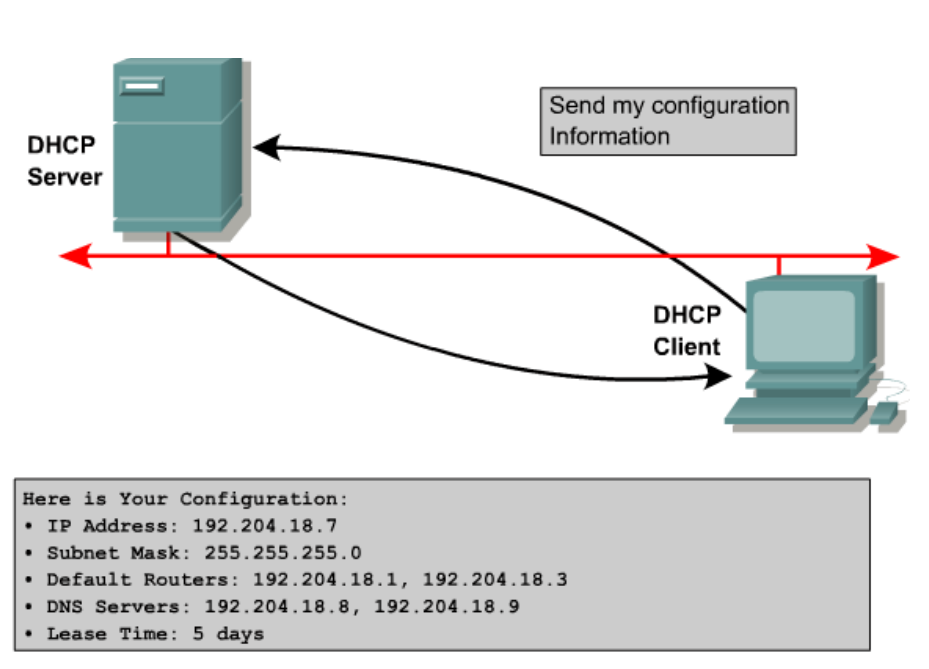 Send my configuration
Information
DHCP
Server
DHCP
Client
Here is Your Configuration:
• IP Address: 192.204.18.7
• Subnet Mask: 255.255.255.0
• Default Routers: 192.204.18.1, 192.204.18.3
• DNS Servers: 192.204.18.8, 192.204.18.9
• Lease Time: 5 days